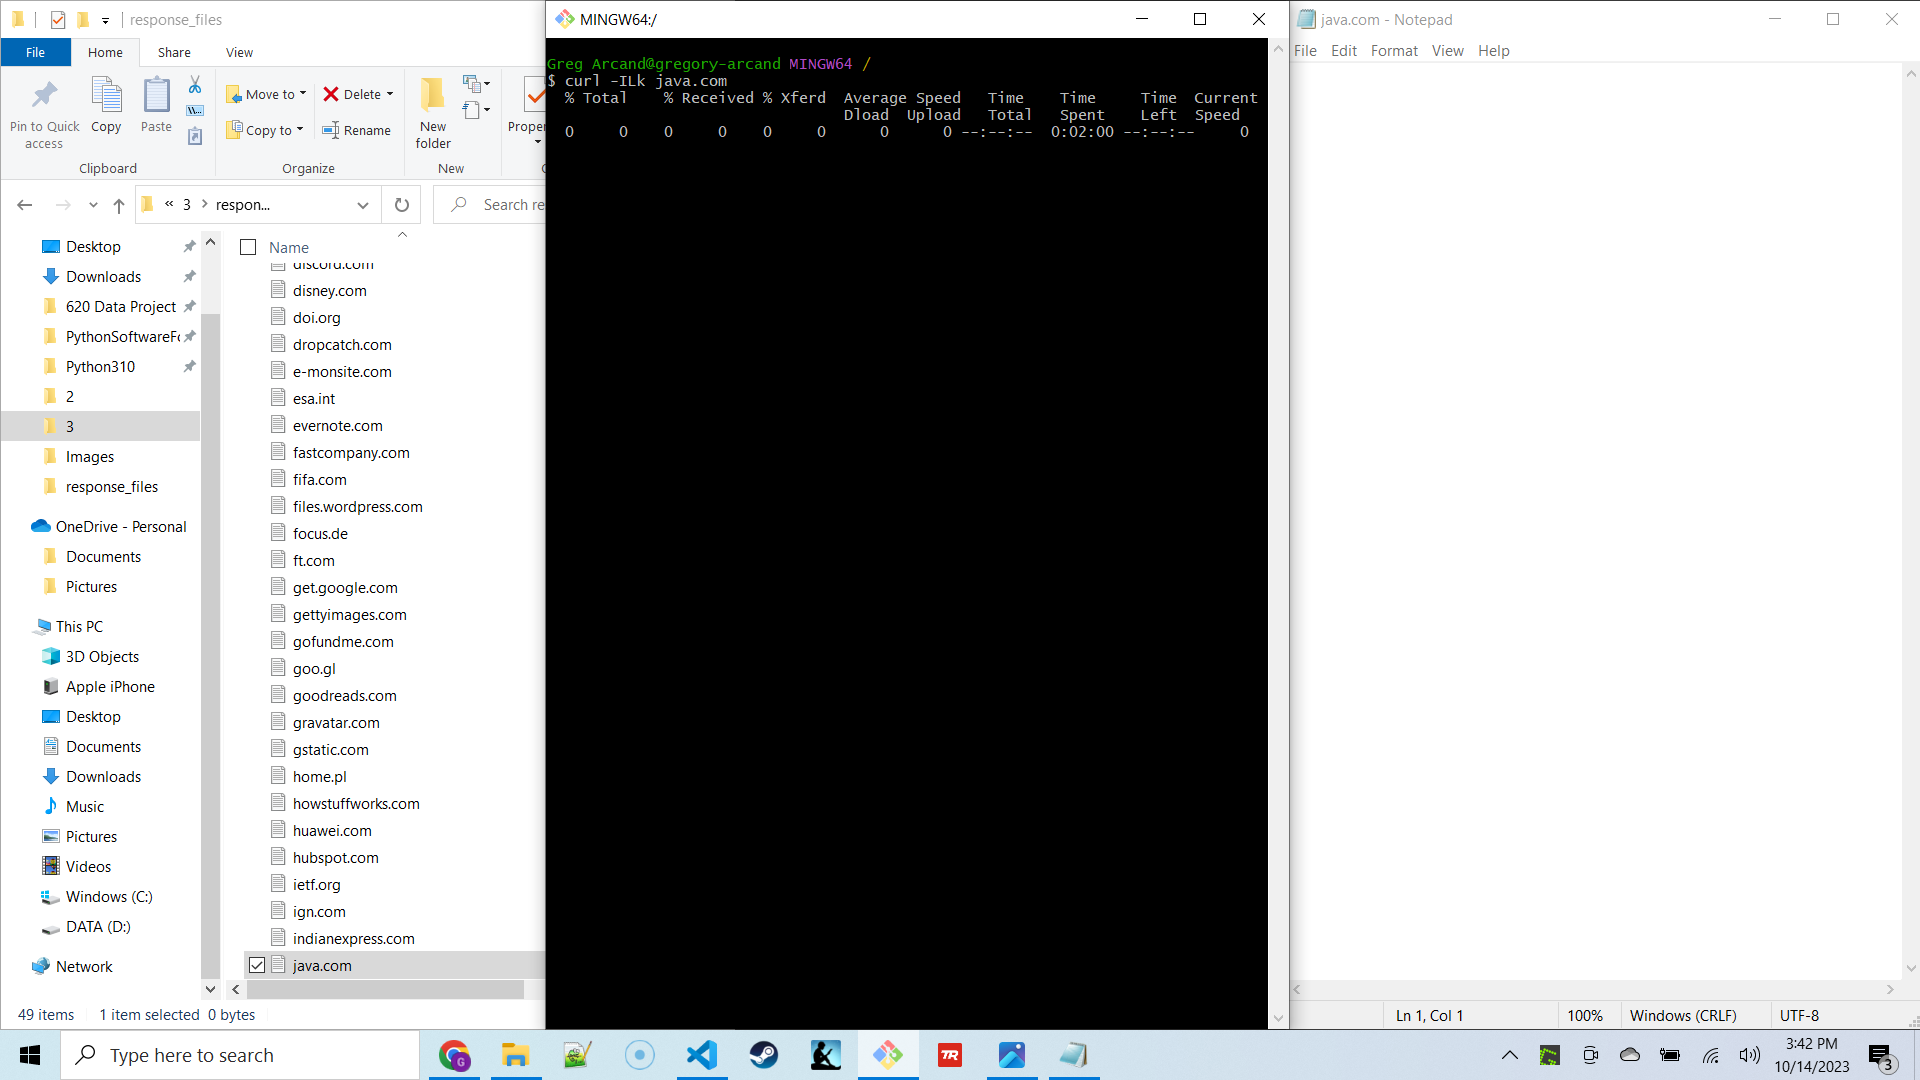 response_files
File
Home
Share
View
Pin to Quick access
Copy
Paste
Clipboard
Move to
Copy to
Delete
Rename
Organize
New folder
New
Proper
« 3 > respon...
Search re
Desktop
Downloads
620 Data Project
PythonSoftwareFo
Python310
2
3
Images
response_files
OneDrive - Personal
Documents
Pictures
This PC
3D Objects
Apple iPhone
Desktop
Documents
Downloads
Music
Pictures
Videos
Windows (C:)
DATA (D:)
Network
Name
discord.com
disney.com
doi.org
dropcatch.com
e-monsite.com
esa.int
evernote.com
fastcompany.com
fifa.com
files.wordpress.com
focus.de
ft.com
get.google.com
gettyimages.com
gofundme.com
goo.gl
goodreads.com
gravatar.com
gstatic.com
home.pl
howstuffworks.com
huawei.com
hubspot.com
ietf.org
ign.com
indianexpress.com
java.com
49 items
1 item selected 0 bytes
MINGW64:/
Greg Arcand@gregory-arcand MINGW64 /
$ curl -ILk java.com
% Total % Received % Xferd Average Speed Time Time Time Current
Dload Upload Total Spent Left Speed
0 0 0 0 0 0 0 0 --:--:-- 0:02:00 --:--:-- 0
java.com - Notepad
File Edit Format View Help
Ln 1, Col 1
100%
Windows (CRLF)
UTF-8
Type here to search
G
TR
3:42 PM
10/14/2023
3